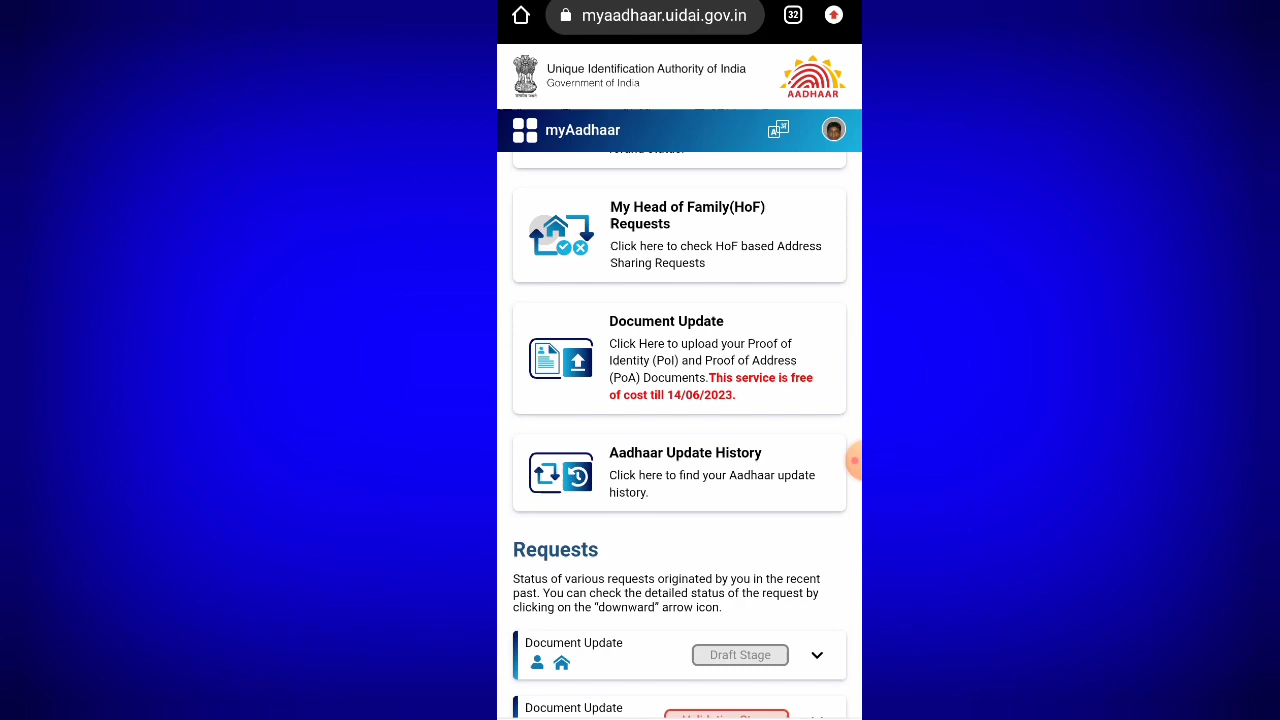 myaadhaar.uidai.gov.in
32
Unique Identification Authority of India
Government of India
AADHAAR
myAadhaar
My Head of Family(HoF)
Requests
Click here to check HoF based Address
Sharing Requests
Document Update
Click Here to upload your Proof of
Identity (PoI) and Proof of Address
(PoA) Documents.This service is free
of cost till 14/06/2023.
Aadhaar Update History
Click here to find your Aadhaar update
history.
Requests
Status of various requests originated by you in the recent
past. You can check the detailed status of the request by
clicking on the “downward” arrow icon.
Document Update
Draft Stage
Document Update